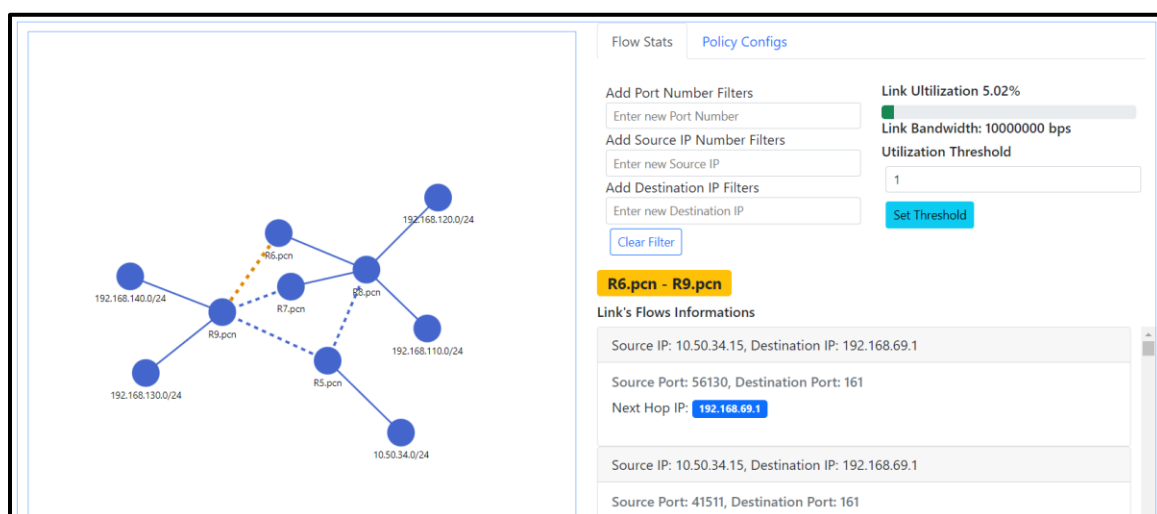 192.168.120.0/24
R6.pcn
R8.pcn
192.168.140.0/24
R7.pcn
R9.pcn
192.168.110.0/24
R5.pcn
192.168.130.0/24
10.50.34.0/24
Flow Stats
Policy Configs
Add Port Number Filters
Enter new Port Number
Add Source IP Number Filters
Enter new Source IP
Add Destination IP Filters
Enter new Destination IP
Clear Filter
Link Ultilization 5.02%
Link Bandwidth: 10000000 bps
Utilization Threshold
1
Set Threshold
R6.pcn - R9.pcn
Link's Flows Informations
Source IP: 10.50.34.15, Destination IP: 192.168.69.1
Source Port: 56130, Destination Port: 161
Next Hop IP: 192.168.69.1
Source IP: 10.50.34.15, Destination IP: 192.168.69.1
Source Port: 41511, Destination Port: 161